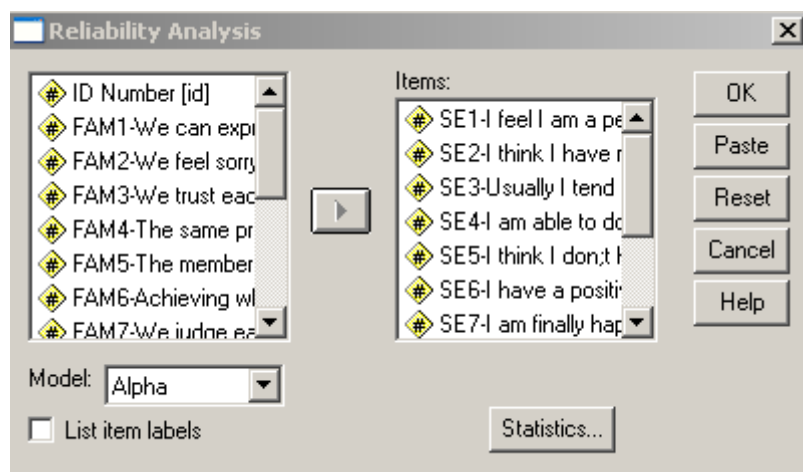 Reliability Analysis
ID Number [id]
FAM1-We can expr
FAM2-We feel sorry
FAM3-We trust eac
FAM4-The same pr
FAM5-The member
FAM6-Achieving wh
FAM7-We judge ea
Model:
Alpha
List item labels
Items:
SE1-I feel I am a pe
SE2-I think I have r
SE3-Usually I tend
SE4-I am able to do
SE5-I think I don;t h
SE6-I have a positiv
SE7-I am finally hap
Statistics...
OK
Paste
Reset
Cancel
Help